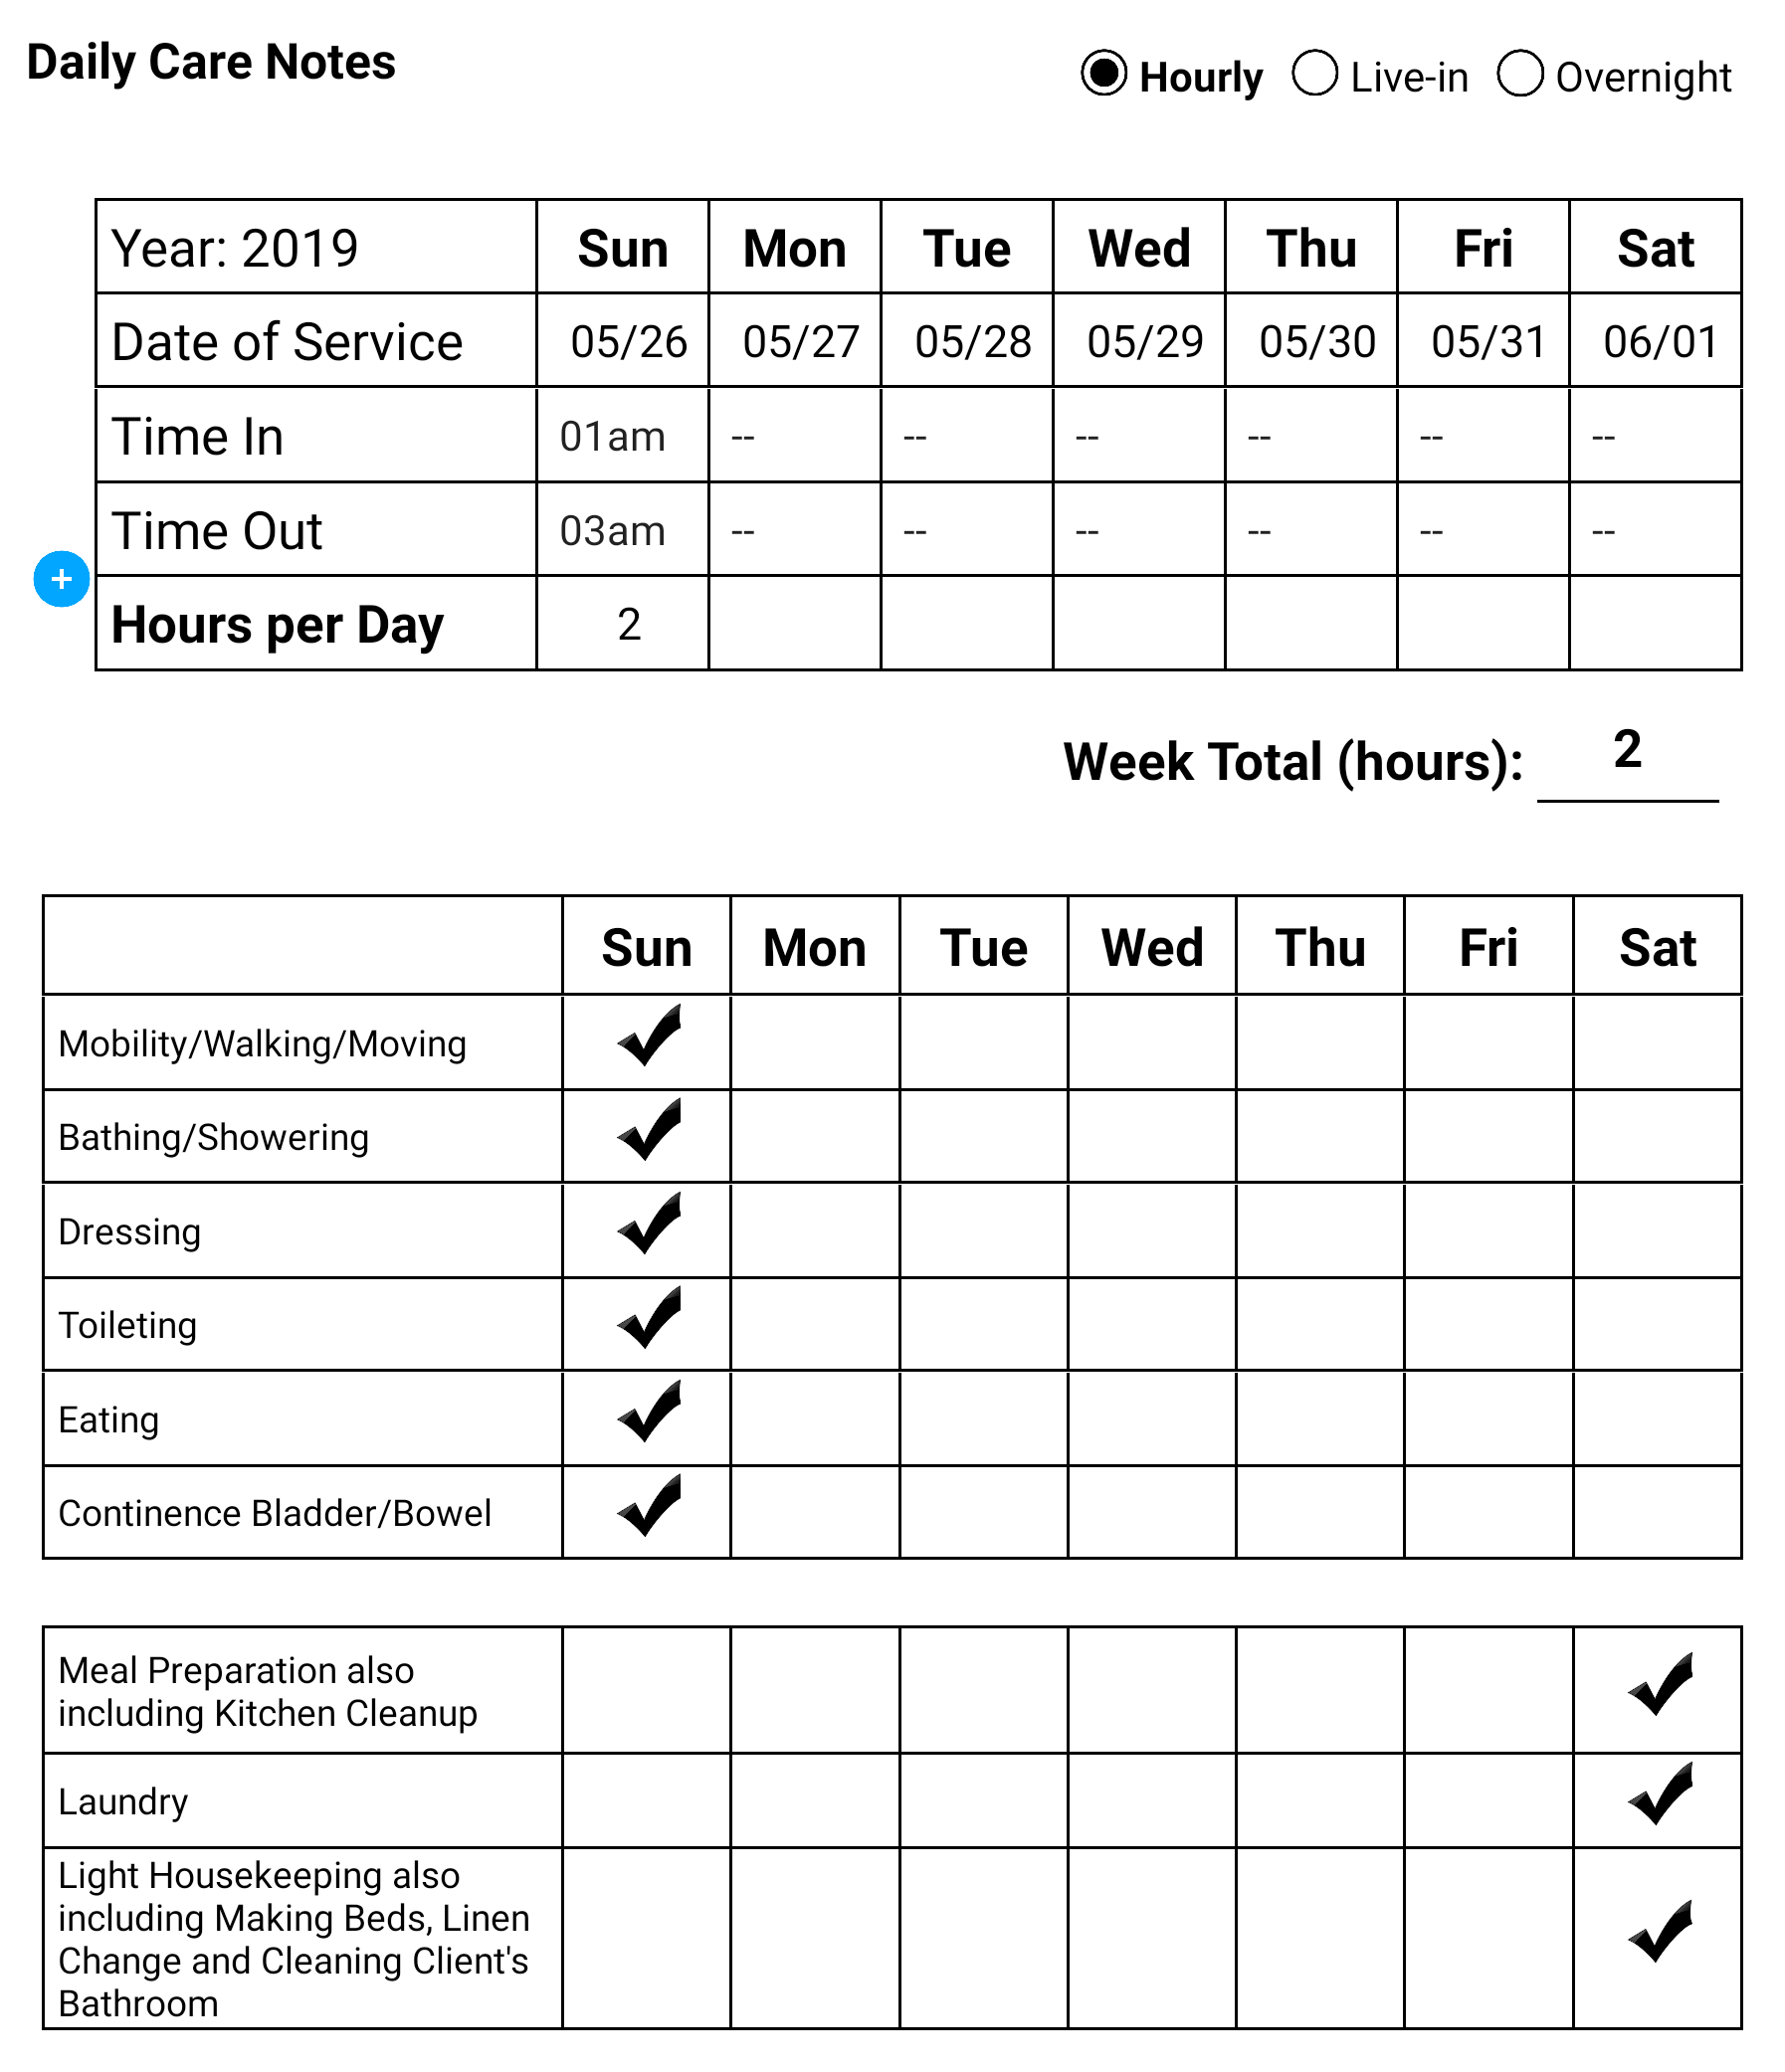 Daily Care Notes
Hourly Live-in Overnight
Year: 2019 Sun Mon Tue Wed Thu Fri Sat
Date of Service 05/26 05/27 05/28 05/29 05/30 05/31 06/01
Time In 01am -- -- -- -- -- --
Time Out 03am -- -- -- -- -- --
+
Hours per Day 2
Week Total (hours): 2
Sun Mon Tue Wed Thu Fri Sat
Mobility/Walking/Moving
Bathing/Showering
Dressing
Toileting
Eating
Continence Bladder/Bowel
Meal Preparation also
including Kitchen Cleanup
Laundry
Light Housekeeping also
including Making Beds, Linen
Change and Cleaning Client's
Bathroom